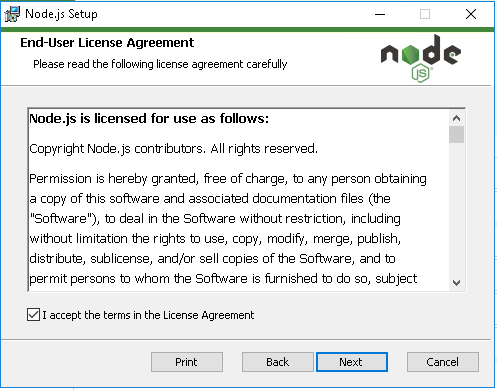 Node.js Setup
End-User License Agreement
Please read the following license agreement carefully
node
JS
Node.js is licensed for use as follows:
Copyright Node.js contributors. All rights reserved.
Permission is hereby granted, free of charge, to any person obtaining
a copy of this software and associated documentation files (the
"Software"), to deal in the Software without restriction, including
without limitation the rights to use, copy, modify, merge, publish,
distribute, sublicense, and/or sell copies of the Software, and to
permit persons to whom the Software is furnished to do so, subject
I accept the terms in the License Agreement
Print Back Next Cancel